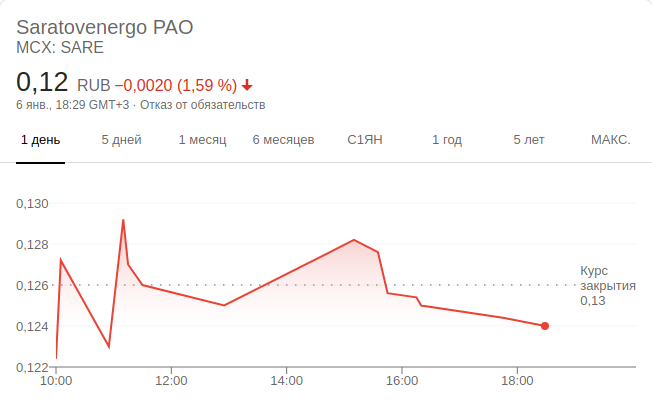 Saratovenergo PAO
MCX: SARE
0,12 RUB −0,0020 (1,59 %)
6 янв., 18:29 GMT+3 · Отказ от обязательств
1 день 5 дней 1 месяц 6 месяцев С1ЯН 1 год 5 лет МАКС.
0,130
0,128
0,126
0,124
0,122
Курс
закрытия
0,13
10:00 12:00 14:00 16:00 18:00